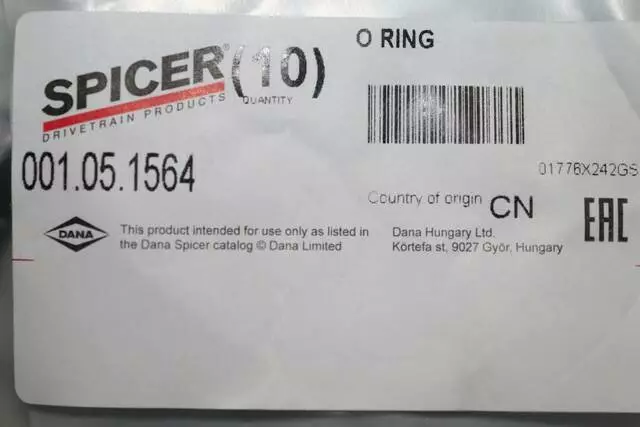 O RING
SPICER® (10)
DRIVETRAIN PRODUCTS QUANTITY
001.05.1564
01776X242GS
Country of origin CN
EAC
DANA
This product intended for use only as listed in
the Dana Spicer catalog © Dana Limited
Dana Hungary Ltd.
Körtefa st, 9027 Győr, Hungary